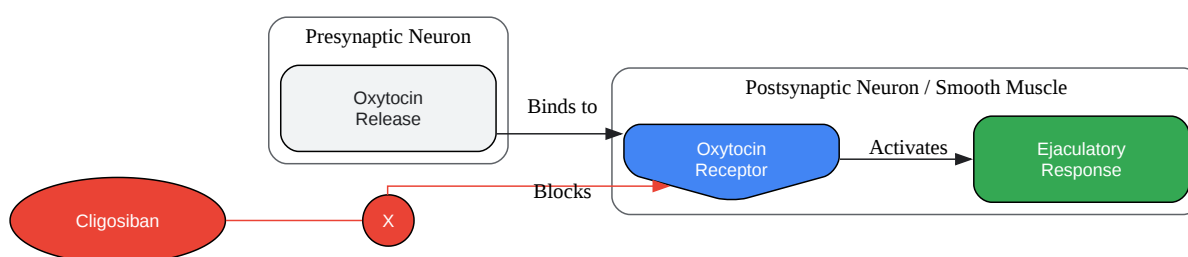 Presynaptic Neuron
Oxytocin
Release
Binds to
Postsynaptic Neuron / Smooth Muscle
Oxytocin
Receptor
Activates
Ejaculatory
Response
Blocks
Cligosiban
X